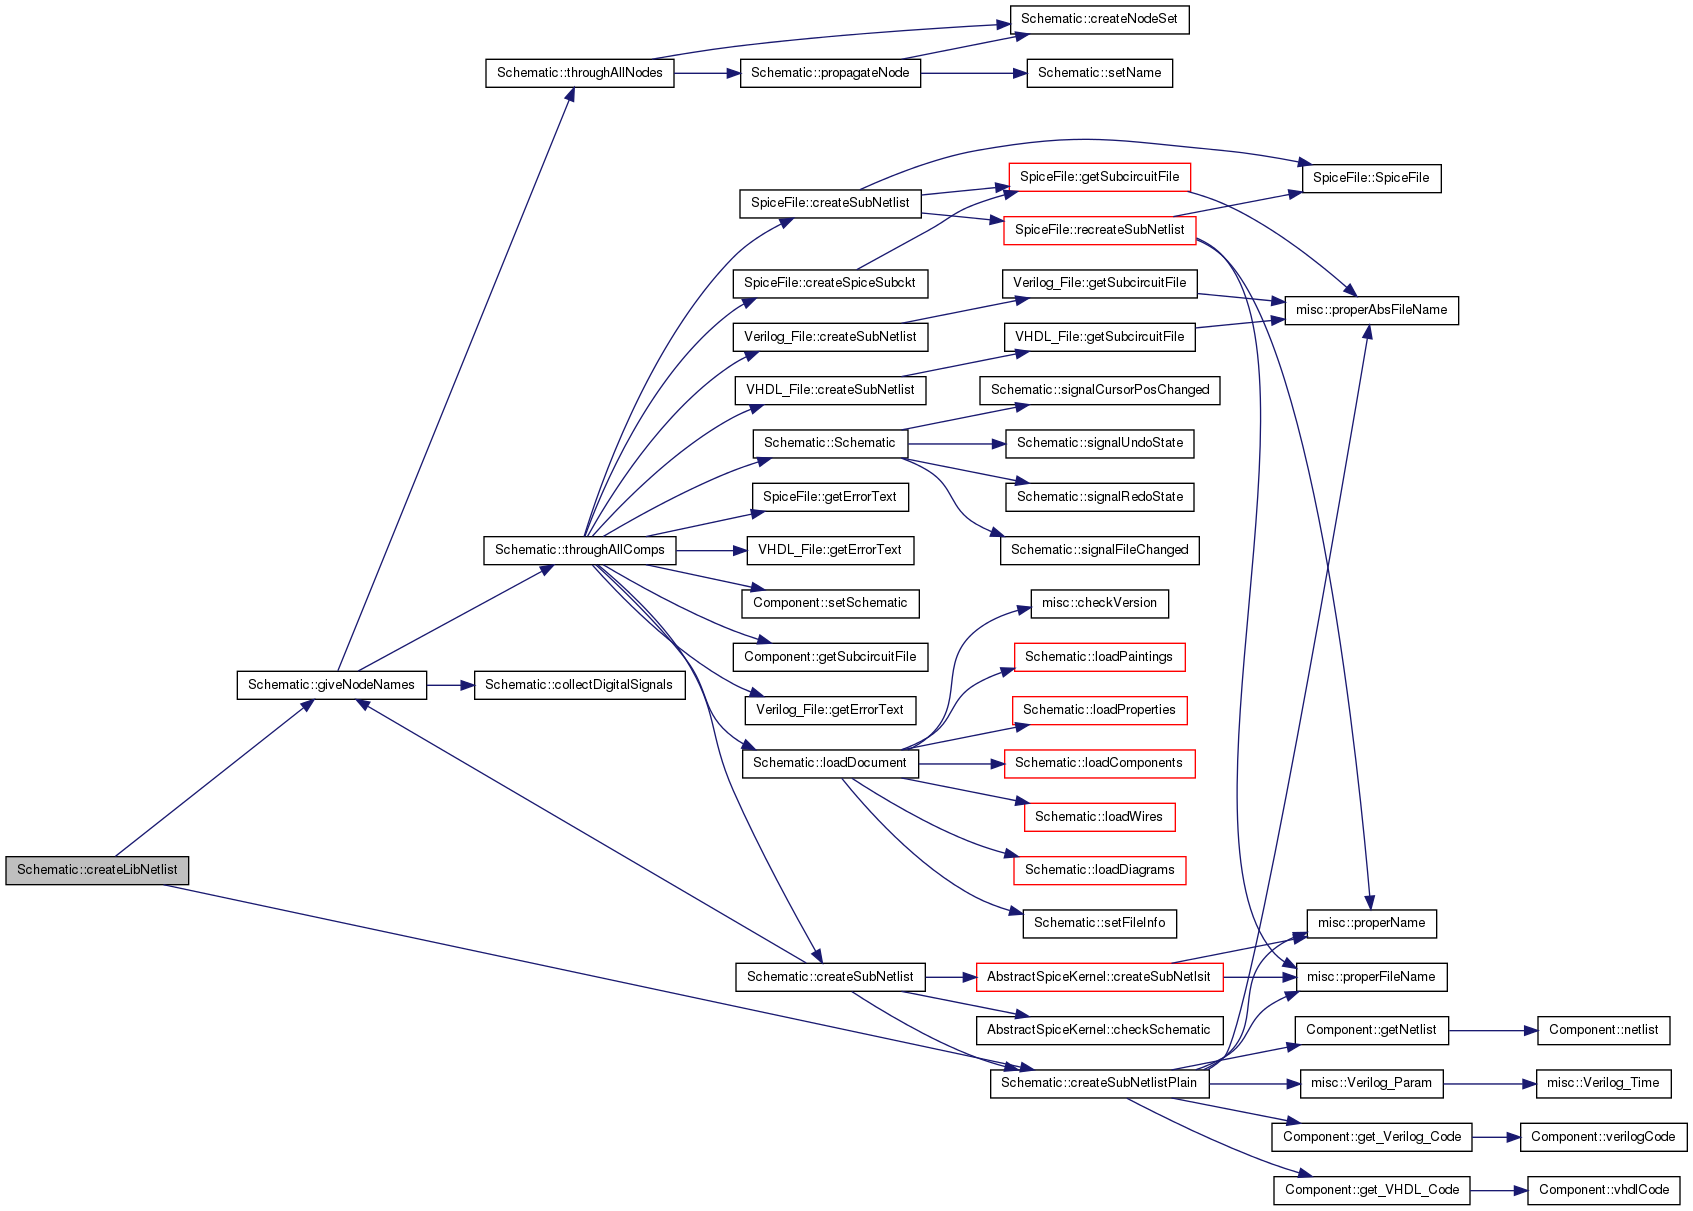 Schematic::createNodeSet
Schematic::throughAllNodes
Schematic::propagateNode
Schematic::setName
SpiceFile::getSubcircuitFile
SpiceFile::SpiceFile
SpiceFile::createSubNetlist
SpiceFile::recreateSubNetlist
SpiceFile::createSpiceSubckt
Verilog_File::getSubcircuitFile
misc::properAbsFileName
Verilog_File::createSubNetlist
VHDL_File::getSubcircuitFile
VHDL_File::createSubNetlist
Schematic::signalCursorPosChanged
Schematic::Schematic
Schematic::signalUndoState
SpiceFile::getErrorText
Schematic::signalRedoState
Schematic::throughAllComps
VHDL_File::getErrorText
Schematic::signalFileChanged
Component::setSchematic
misc::checkVersion
Component::getSubcircuitFile
Schematic::loadPaintings
Schematic::giveNodeNames
Schematic::collectDigitalSignals
Verilog_File::getErrorText
Schematic::loadProperties
Schematic::loadDocument
Schematic::loadComponents
Schematic::loadWires
Schematic::createLibNetlist
Schematic::loadDiagrams
Schematic::setFileInfo
misc::properName
Schematic::createSubNetlist
AbstractSpiceKernel::createSubNetlsit
misc::properFileName
AbstractSpiceKernel::checkSchematic
Component::getNetlist
Component::netlist
Schematic::createSubNetlistPlain
misc::Verilog_Param
misc::Verilog_Time
Component::get_Verilog_Code
Component::verilogCode
Component::get_VHDL_Code
Component::vhdlCode